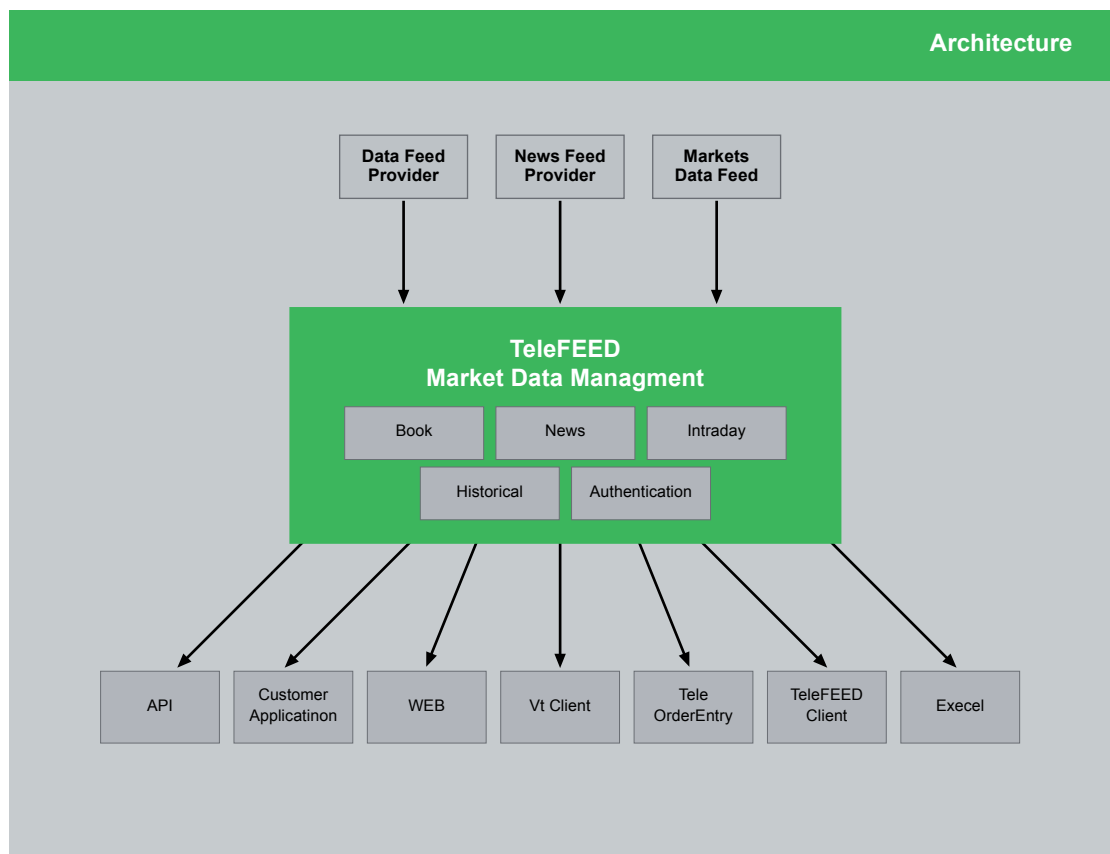 Architecture
Data Feed
Provider
News Feed
Provider
Markets
Data Feed
TeleFEED
Market Data Managment
Book
News
Intraday
Historical
Authentication
API
Customer
Applicatinon
WEB
Vt Client
Tele
OrderEntry
TeleFEED
Client
Execel